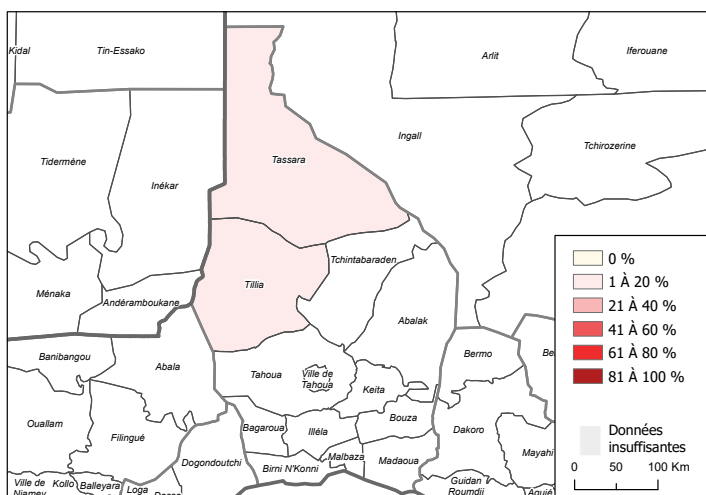 Kidal
Tin-Essako
Arlit
Iferouane
Ingall
Tidermène
Inékar
Tassara
Tchirozerine
Tchintabaraden
Tillia
Ménaka
Andéramboukane
Abalak
Banibangou
Abala
Tahoua
Ville de
Tahoua
Keita
Bermo
Be
Ouallam
Filingué
Bagaroua
Illéla
Bouza
Dakoro
Mayahi
Dogondoutchi
Birni N'Konni
Malbaza
Madaoua
Ville de
Niamey
Kollo
Balleyara
Loga
Guidan
Roumdji
0 %
1 À 20 %
21 À 40 %
41 À 60 %
61 À 80 %
81 À 100 %
Données
insuffisantes
0 50 100 Km